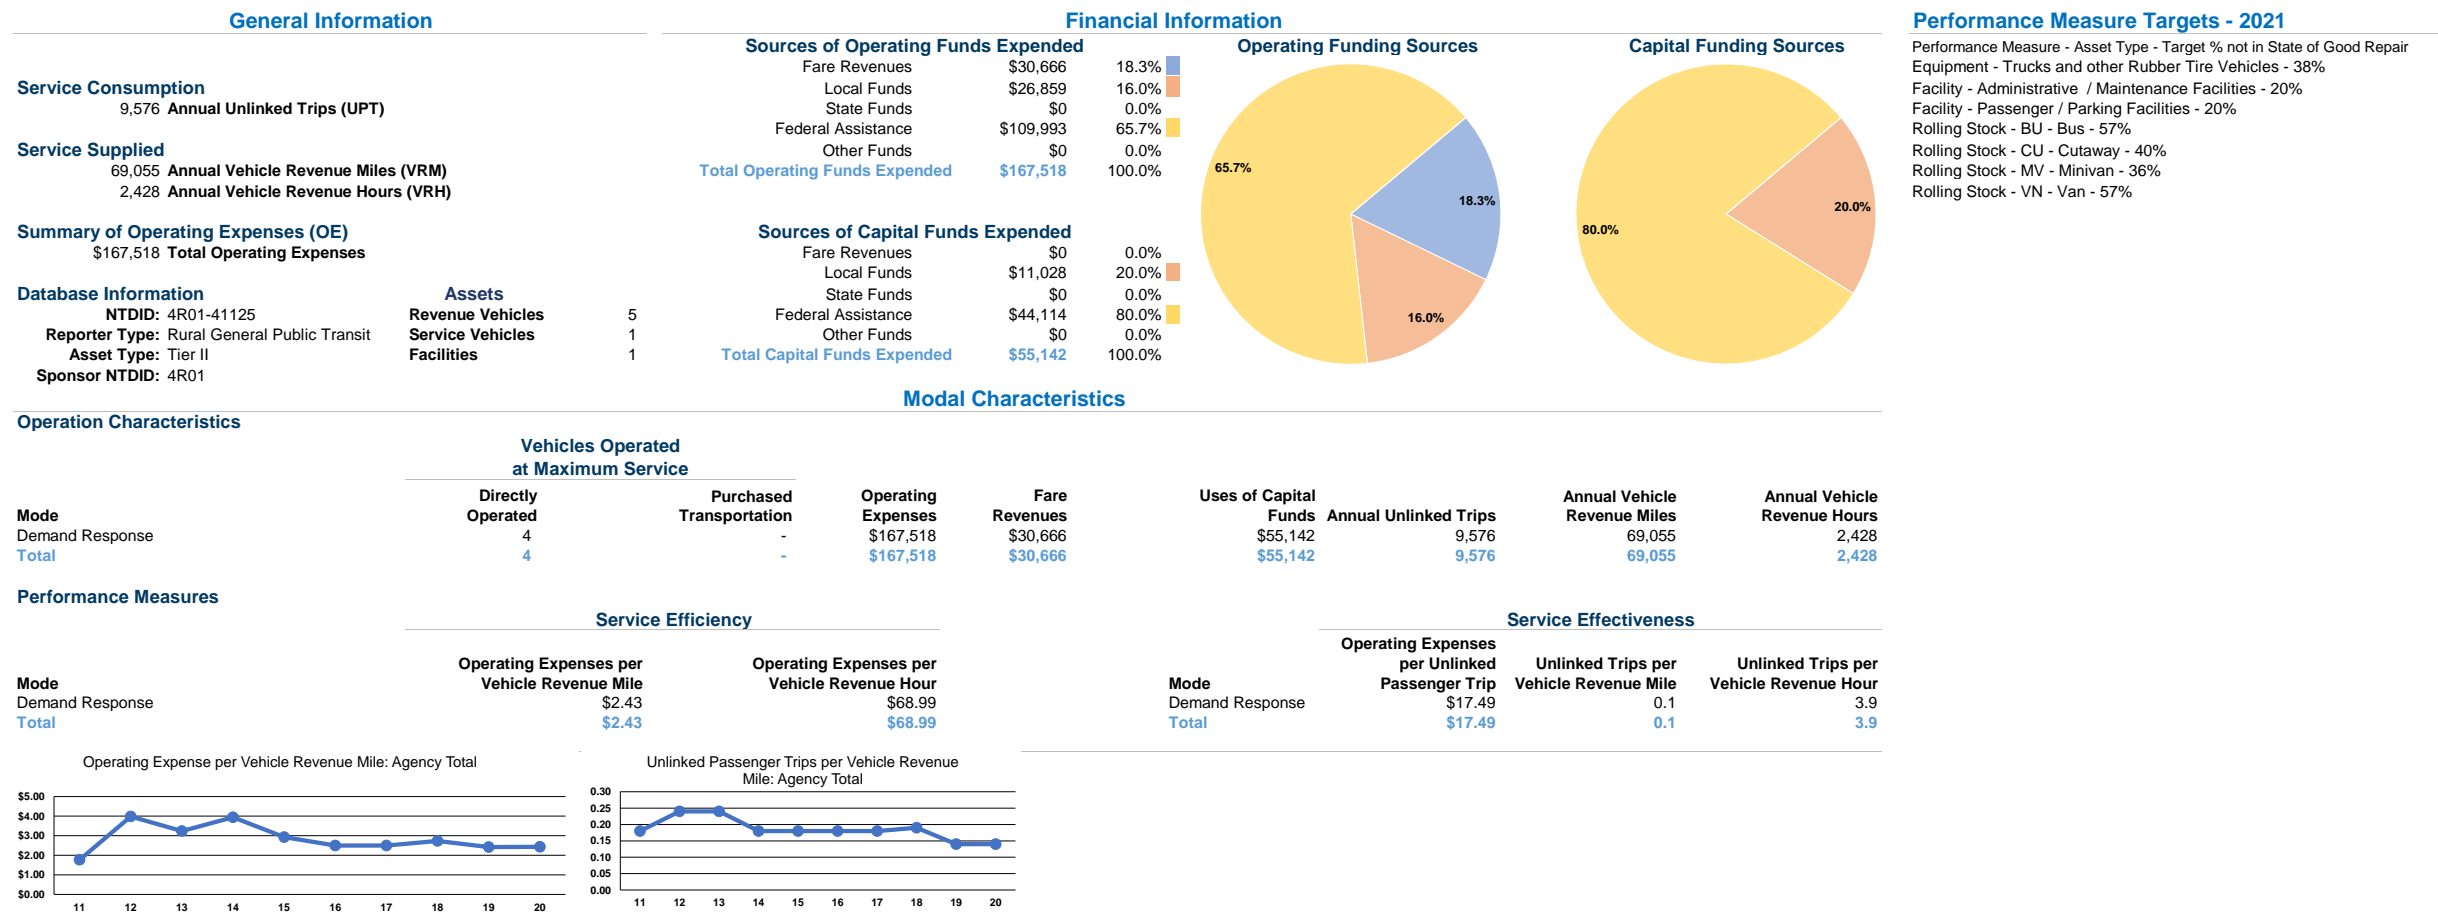 General Information
Financial Information
Performance Measure Targets - 2021
Sources of Operating Funds Expended
Operating Funding Sources
Capital Funding Sources
Performance Measure - Asset Type - Target % not in State of Good Repair
Fare Revenues $30,666 18.3%
Equipment - Trucks and other Rubber Tire Vehicles - 38%
Service Consumption
Local Funds $26,859 16.0%
Facility - Administrative / Maintenance Facilities - 20%
9,576 Annual Unlinked Trips (UPT)
State Funds $0 0.0%
Facility - Passenger / Parking Facilities - 20%
Federal Assistance $109,993 65.7%
Rolling Stock - BU - Bus - 57%
Service Supplied
Other Funds $0 0.0%
Rolling Stock - CU - Cutaway - 40%
69,055 Annual Vehicle Revenue Miles (VRM)
Total Operating Funds Expended $167,518 100.0%
65.7%
Rolling Stock - MV - Minivan - 36%
2,428 Annual Vehicle Revenue Hours (VRH)
18.3%
Rolling Stock - VN - Van - 57%
20.0%
80.0%
Summary of Operating Expenses (OE)
Sources of Capital Funds Expended
$167,518 Total Operating Expenses
Fare Revenues $0 0.0%
Local Funds $11,028 20.0%
Database Information
Assets
State Funds $0 0.0%
NTDID: 4R01-41125
Revenue Vehicles 5
Federal Assistance $44,114 80.0%
16.0%
Reporter Type: Rural General Public Transit
Service Vehicles 1
Other Funds $0 0.0%
Asset Type: Tier II
Facilities 1
Total Capital Funds Expended $55,142 100.0%
Sponsor NTDID: 4R01
Modal Characteristics
Operation Characteristics
Vehicles Operated
at Maximum Service
Directly Purchased Operating Fare Uses of Capital Annual Vehicle Annual Vehicle
Mode Operated Transportation Expenses Revenues Funds Annual Unlinked Trips Revenue Miles Revenue Hours
Demand Response 4 - $167,518 $30,666 $55,142 9,576 69,055 2,428
Total 4 - $167,518 $30,666 $55,142 9,576 69,055 2,428
Performance Measures
Service Efficiency
Service Effectiveness
Operating Expenses
Operating Expenses per Operating Expenses per per Unlinked Unlinked Trips per Unlinked Trips per
Mode Vehicle Revenue Mile Vehicle Revenue Hour Mode Passenger Trip Vehicle Revenue Mile Vehicle Revenue Hour
Demand Response $2.43 $68.99 Demand Response $17.49 0.1 3.9
Total $2.43 $68.99 Total $17.49 0.1 3.9
Operating Expense per Vehicle Revenue Mile: Agency Total
$5.00
$4.00
$3.00
$2.00
$1.00
$0.00
11 12 13 14 15 16 17 18 19 20
Unlinked Passenger Trips per Vehicle Revenue
Mile: Agency Total
0.30
0.25
0.20
0.15
0.10
0.05
0.00
11 12 13 14 15 16 17 18 19 20